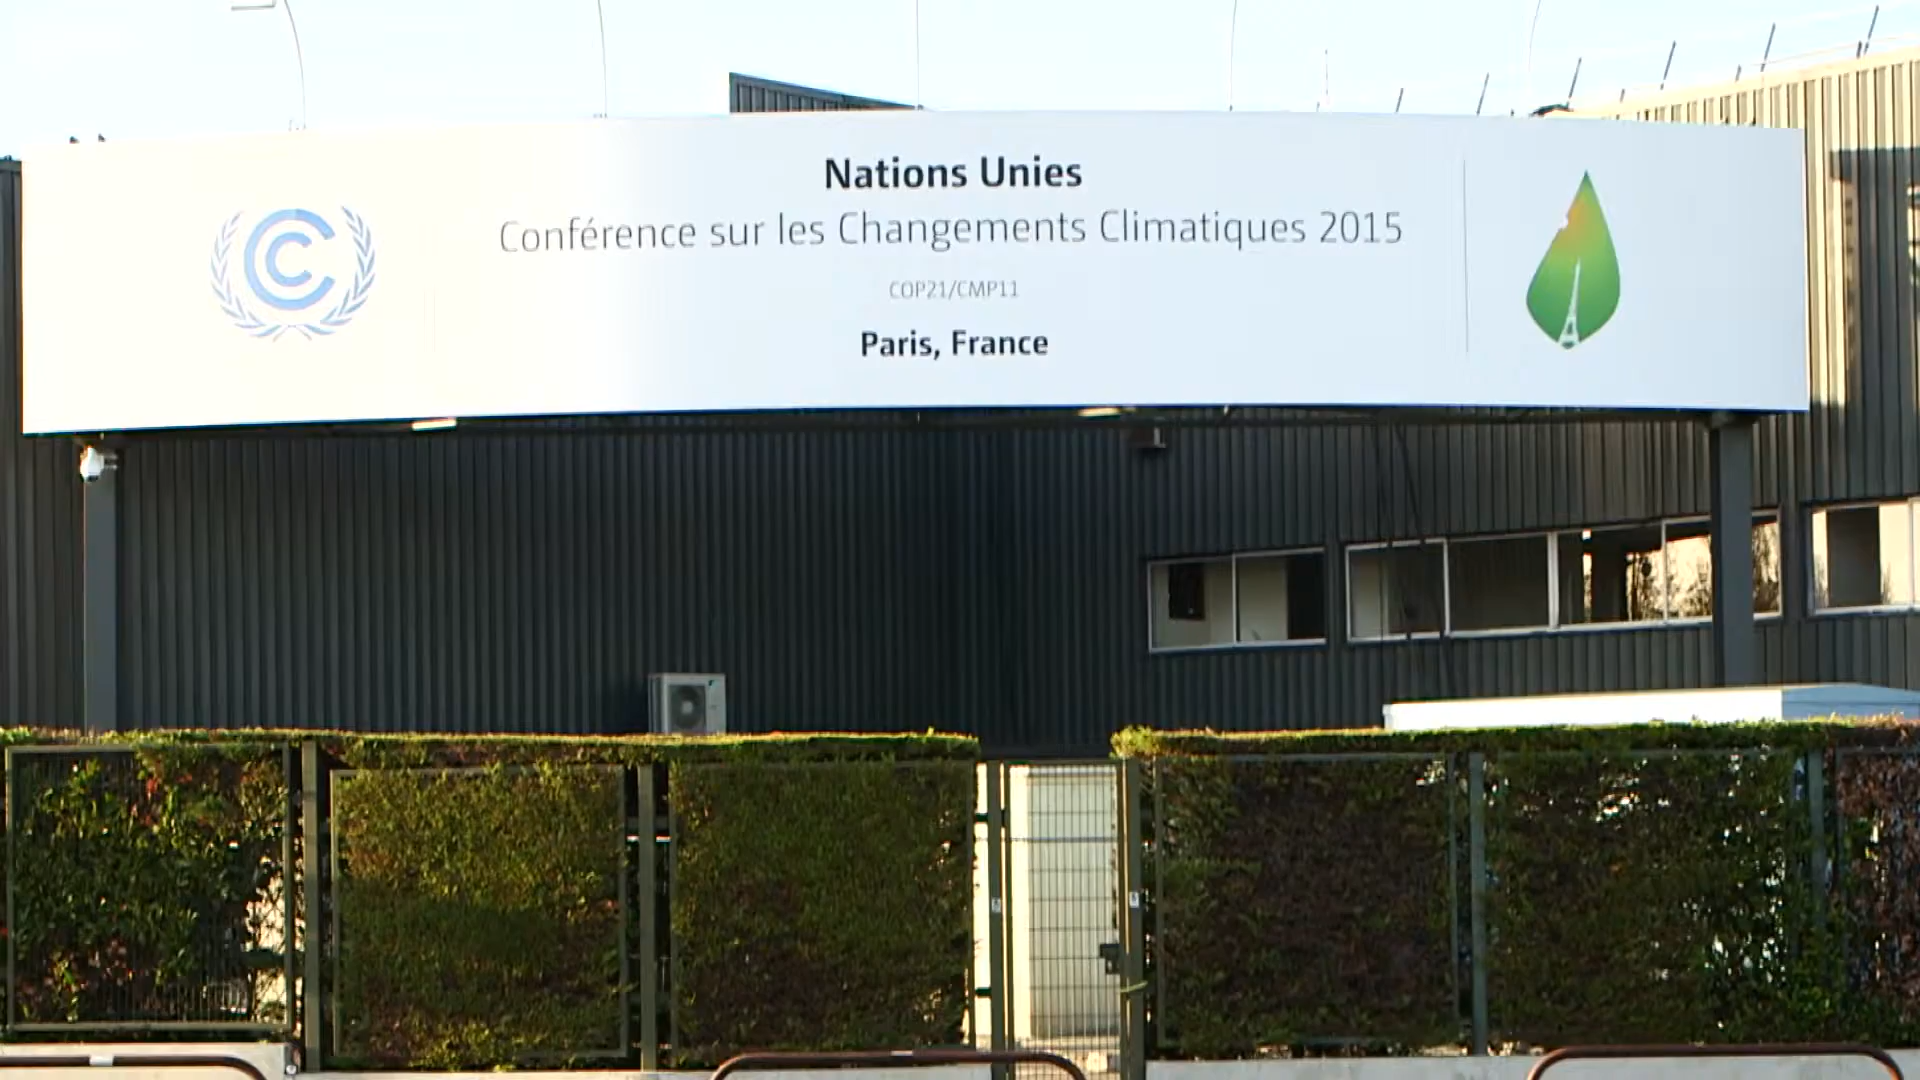 Nations Unies
Conférence sur les Changements Climatiques 2015
COP21/CMP11
Paris, France